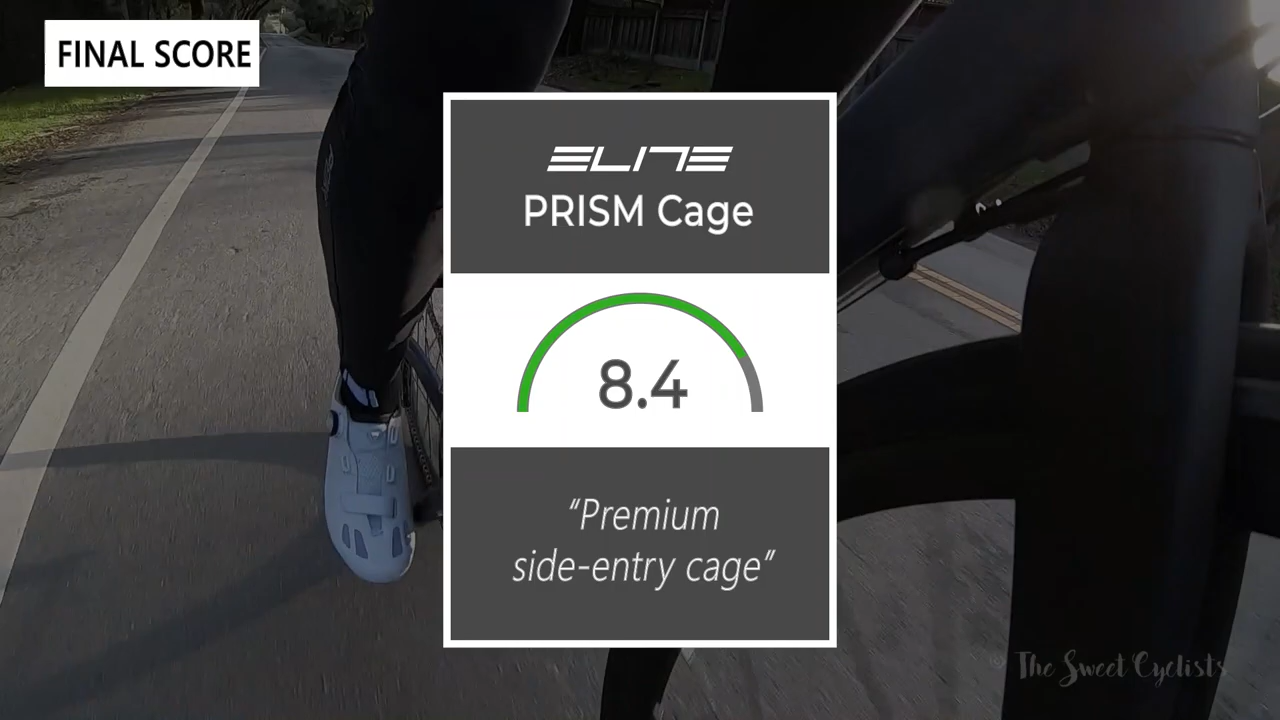 FINAL SCORE
ELITE
PRISM Cage
8.4
“Premium
side-entry cage”
© The Sweet Cyclists